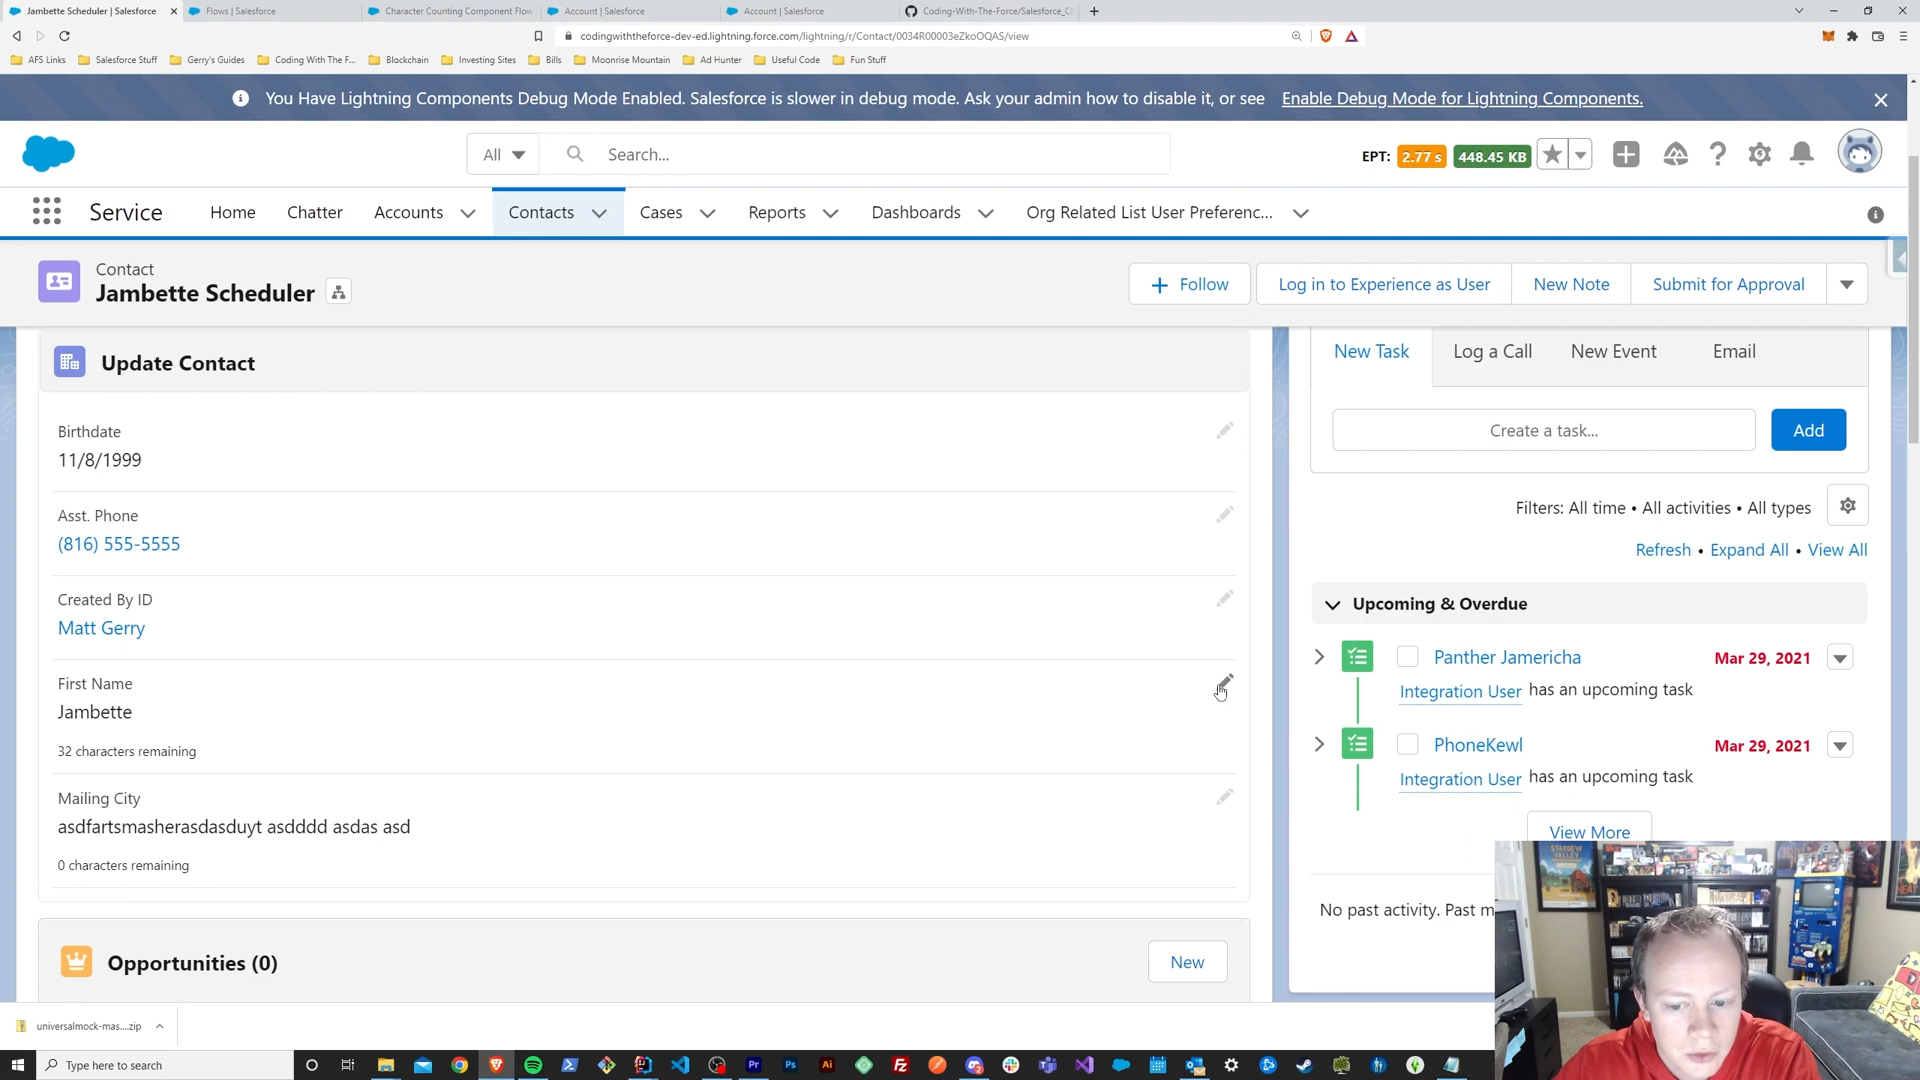 Jambette Scheduler | Salesforce
Flows | Salesforce
Character Counting Component Flow
Account | Salesforce
Account | Salesforce
Coding-With-The-Force/Salesforce_C
codingwiththeforce-dev-ed.lightning.force.com/lightning/r/Contact/0034R00003eZkoOQAS/view
AFS Links
Salesforce Stuff
Gerry's Guides
Coding With The F...
Blockchain
Investing Sites
Bills
Moonrise Mountain
Ad Hunter
Useful Code
Fun Stuff
You Have Lightning Components Debug Mode Enabled. Salesforce is slower in debug mode. Ask your admin how to disable it, or see Enable Debug Mode for Lightning Components.
All
Search...
EPT: 2.77 s 448.45 KB
Service
Home
Chatter
Accounts
Contacts
Cases
Reports
Dashboards
Org Related List User Preferenc...
Contact
Jambette Scheduler
Follow
Log in to Experience as User
New Note
Submit for Approval
Update Contact
Birthdate
11/8/1999
Asst. Phone
(816) 555-5555
Created By ID
Matt Gerry
First Name
Jambette
32 characters remaining
Mailing City
asdfartsmasherasdasduyt asdddd asdas asd
0 characters remaining
Opportunities (0)
New
New Task
Log a Call
New Event
Email
Create a task...
Add
Filters: All time • All activities • All types
Refresh • Expand All • View All
Upcoming & Overdue
Panther Jamericha
Mar 29, 2021
Integration User has an upcoming task
PhoneKewl
Mar 29, 2021
Integration User has an upcoming task
View More
No past activity. Past m
STARDEW
VALLEY
universalmock-mas....zip
Type here to search